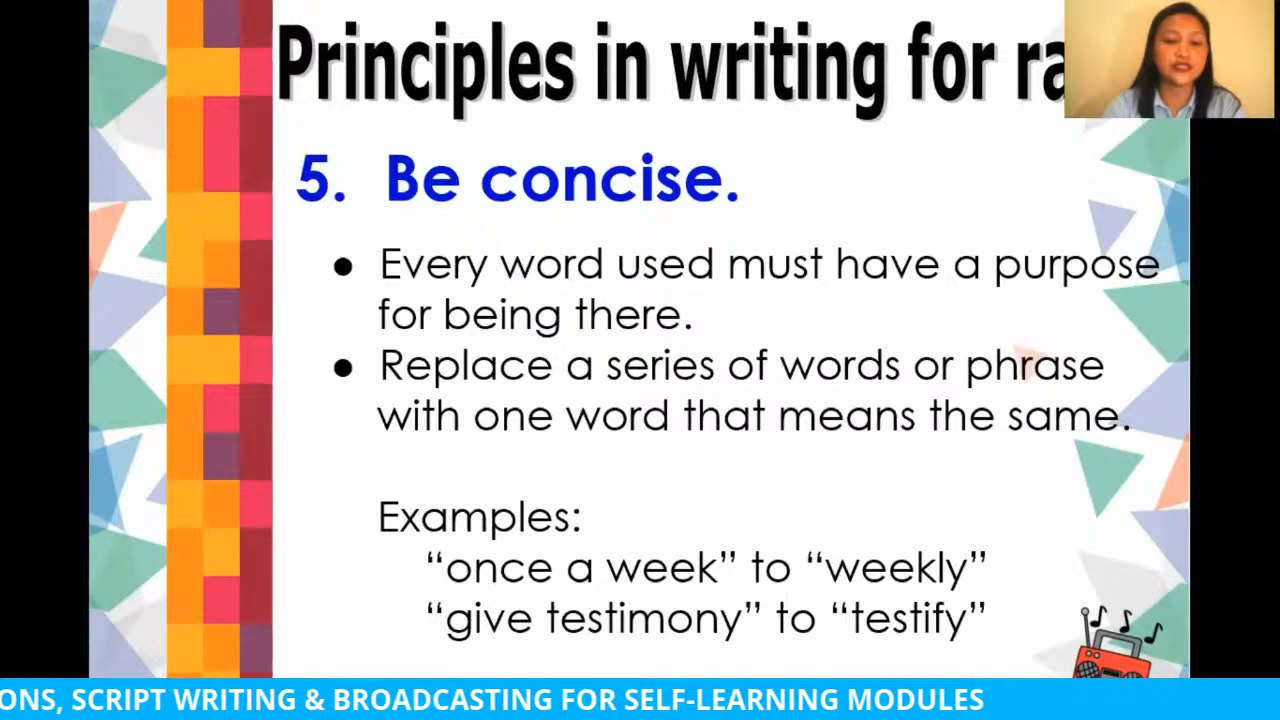 Principles in writing for ra
5. Be concise.
● Every word used must have a purpose
for being there.
● Replace a series of words or phrase
with one word that means the same.
Examples:
“once a week” to “weekly”
“give testimony” to “testify”
ONS, SCRIPT WRITING & BROADCASTING FOR SELF-LEARNING MODULES